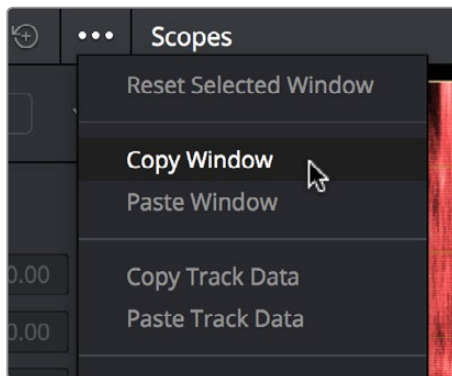 ••• Scopes
Reset Selected Window
Copy Window
Paste Window
0.00 Copy Track Data
Paste Track Data
0.00